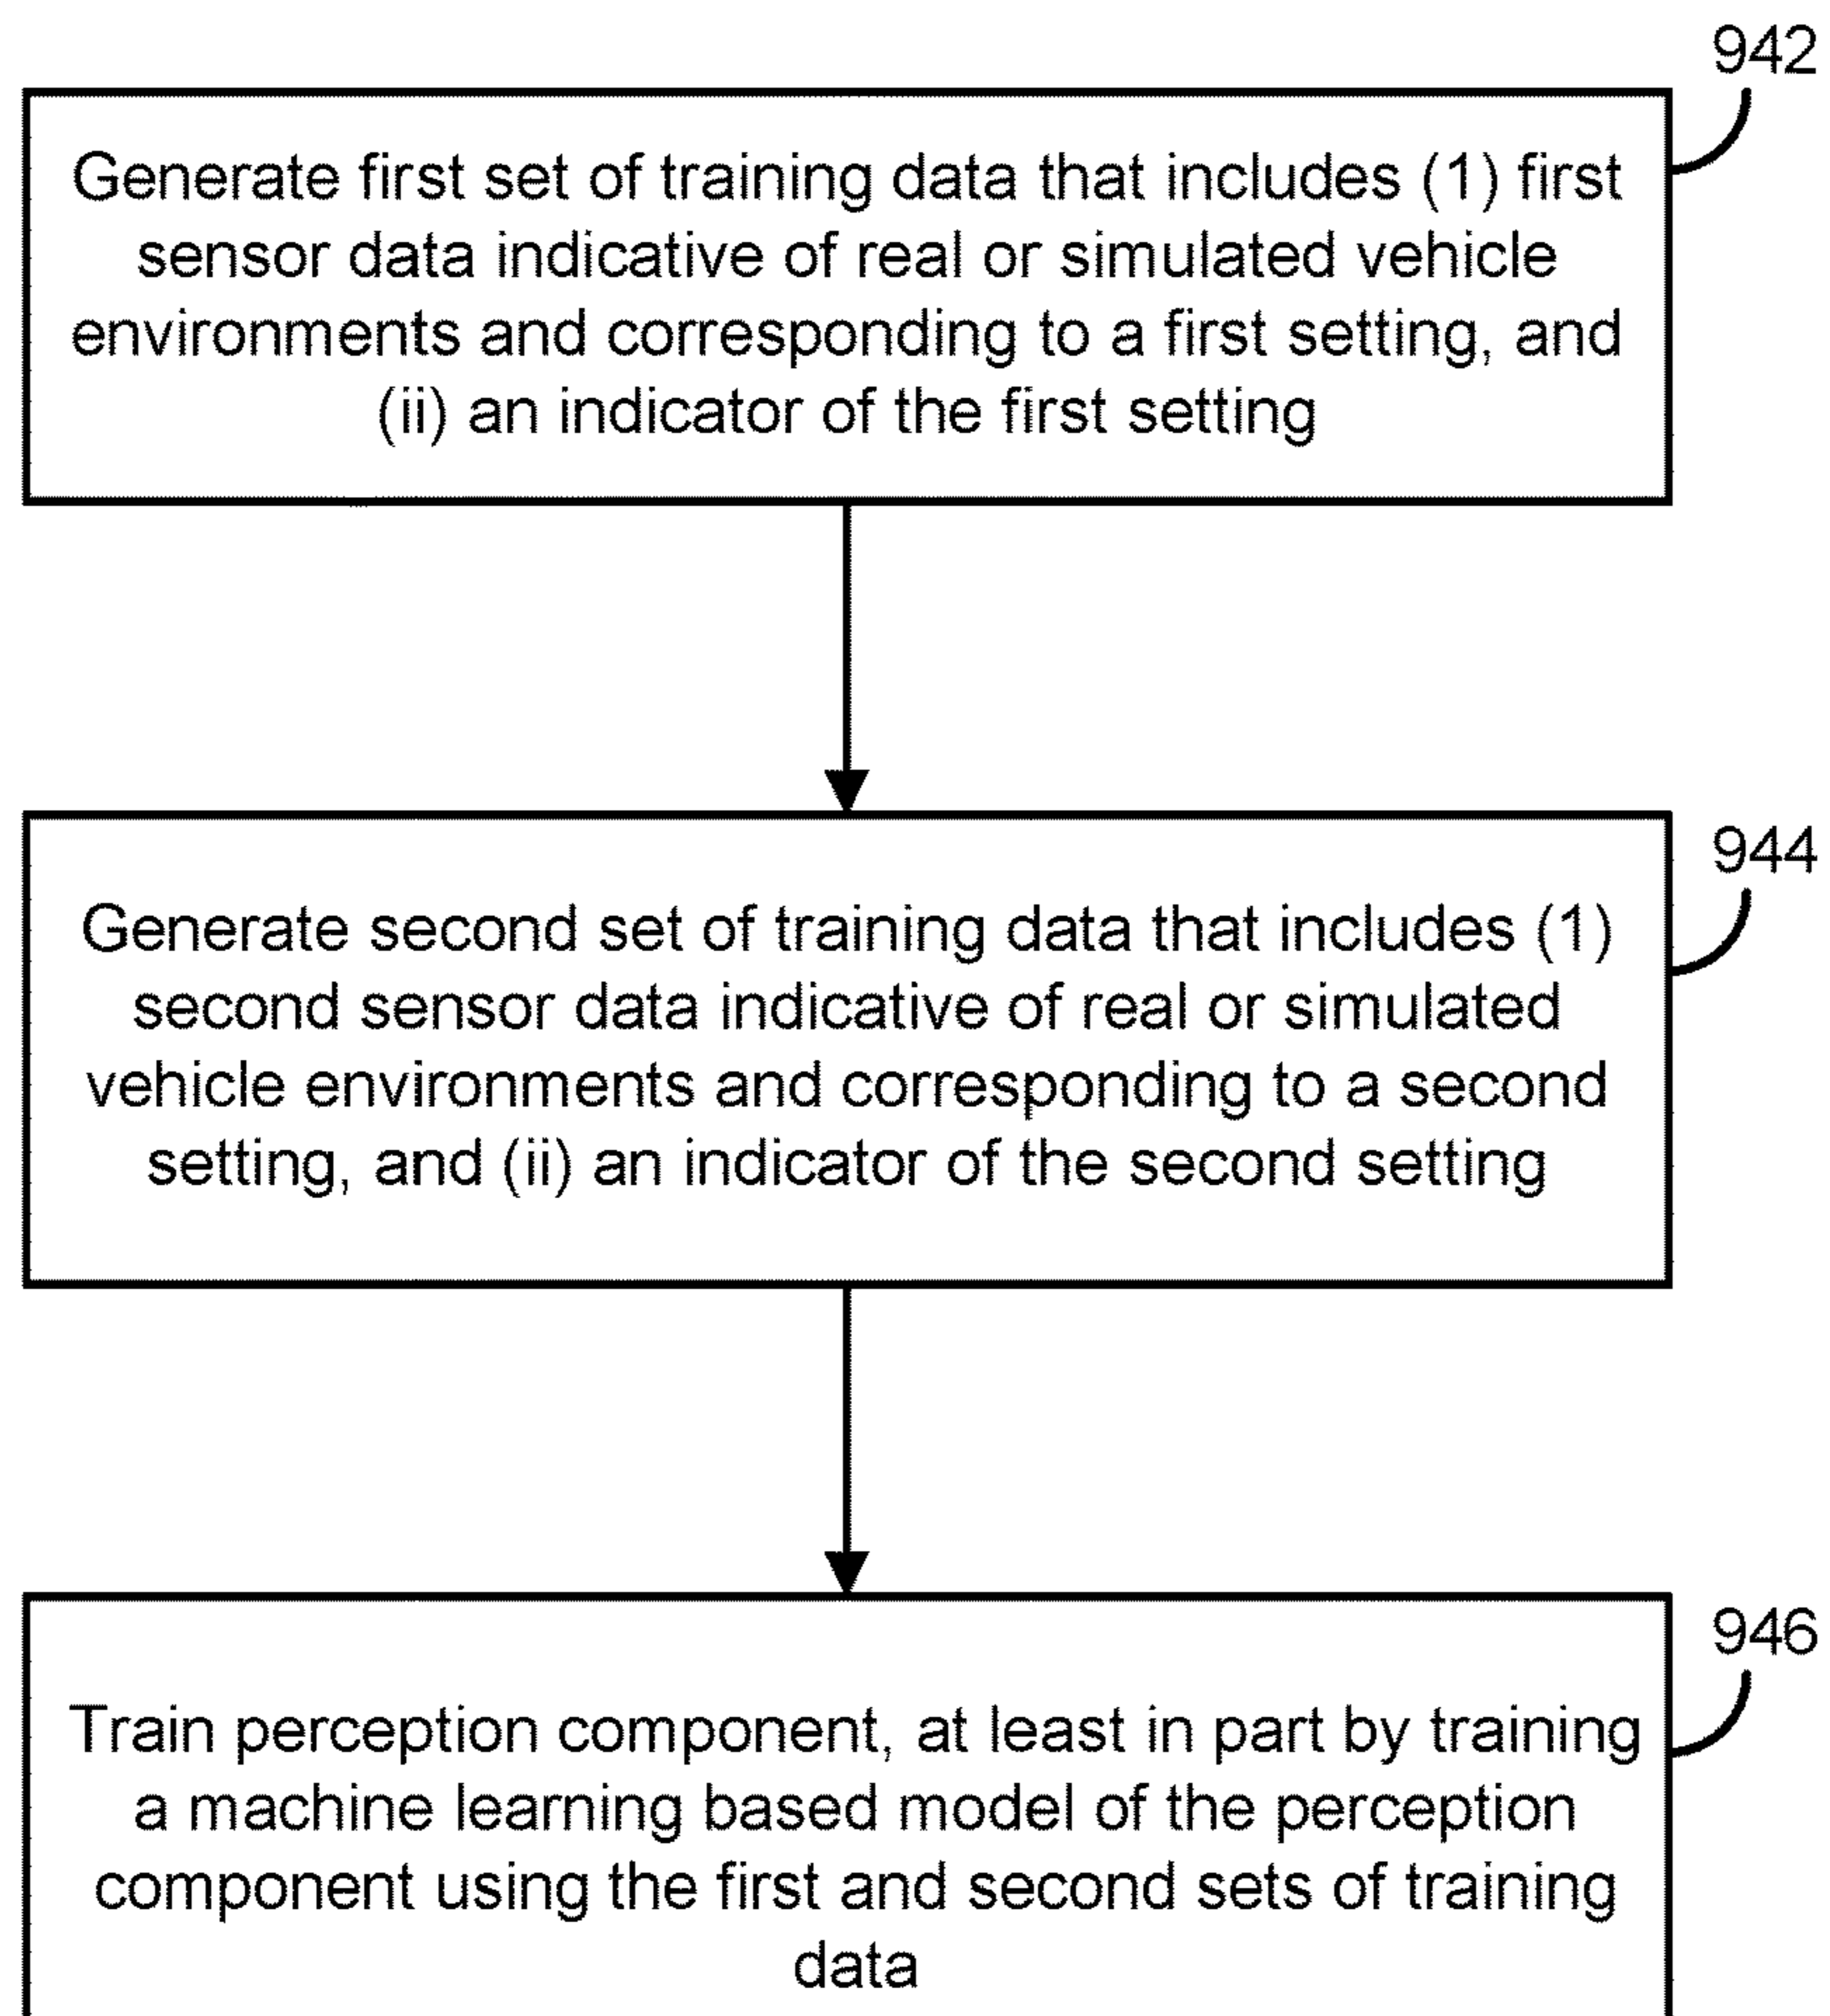 942
Generate first set of training data that includes (1) first
sensor data indicative of real or simulated vehicle
environments and corresponding to a first setting, and
(ii) an indicator of the first setting
944
Generate second set of training data that includes (1)
second sensor data indicative of real or simulated
vehicle environments and corresponding to a second
setting, and (ii) an indicator of the second setting
946
Train perception component, at least in part by training
a machine learning based model of the perception
component using the first and second sets of training
data